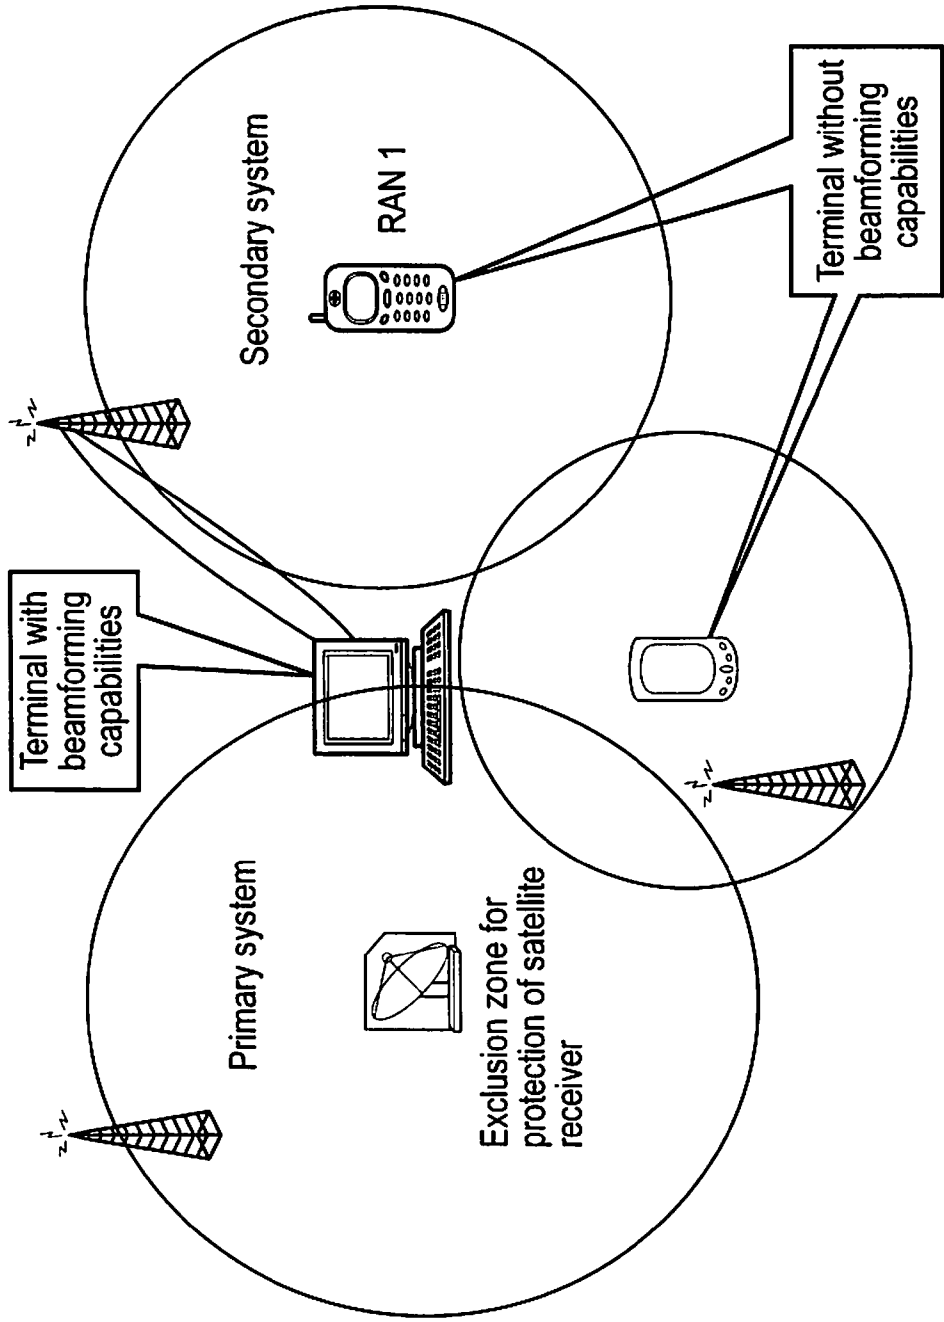 Terminal with
beamforming
capabilities
Primary system
Exclusion zone for
protection of satellite
receiver
Secondary system
RAN 1
Terminal without
beamforming
capabilities